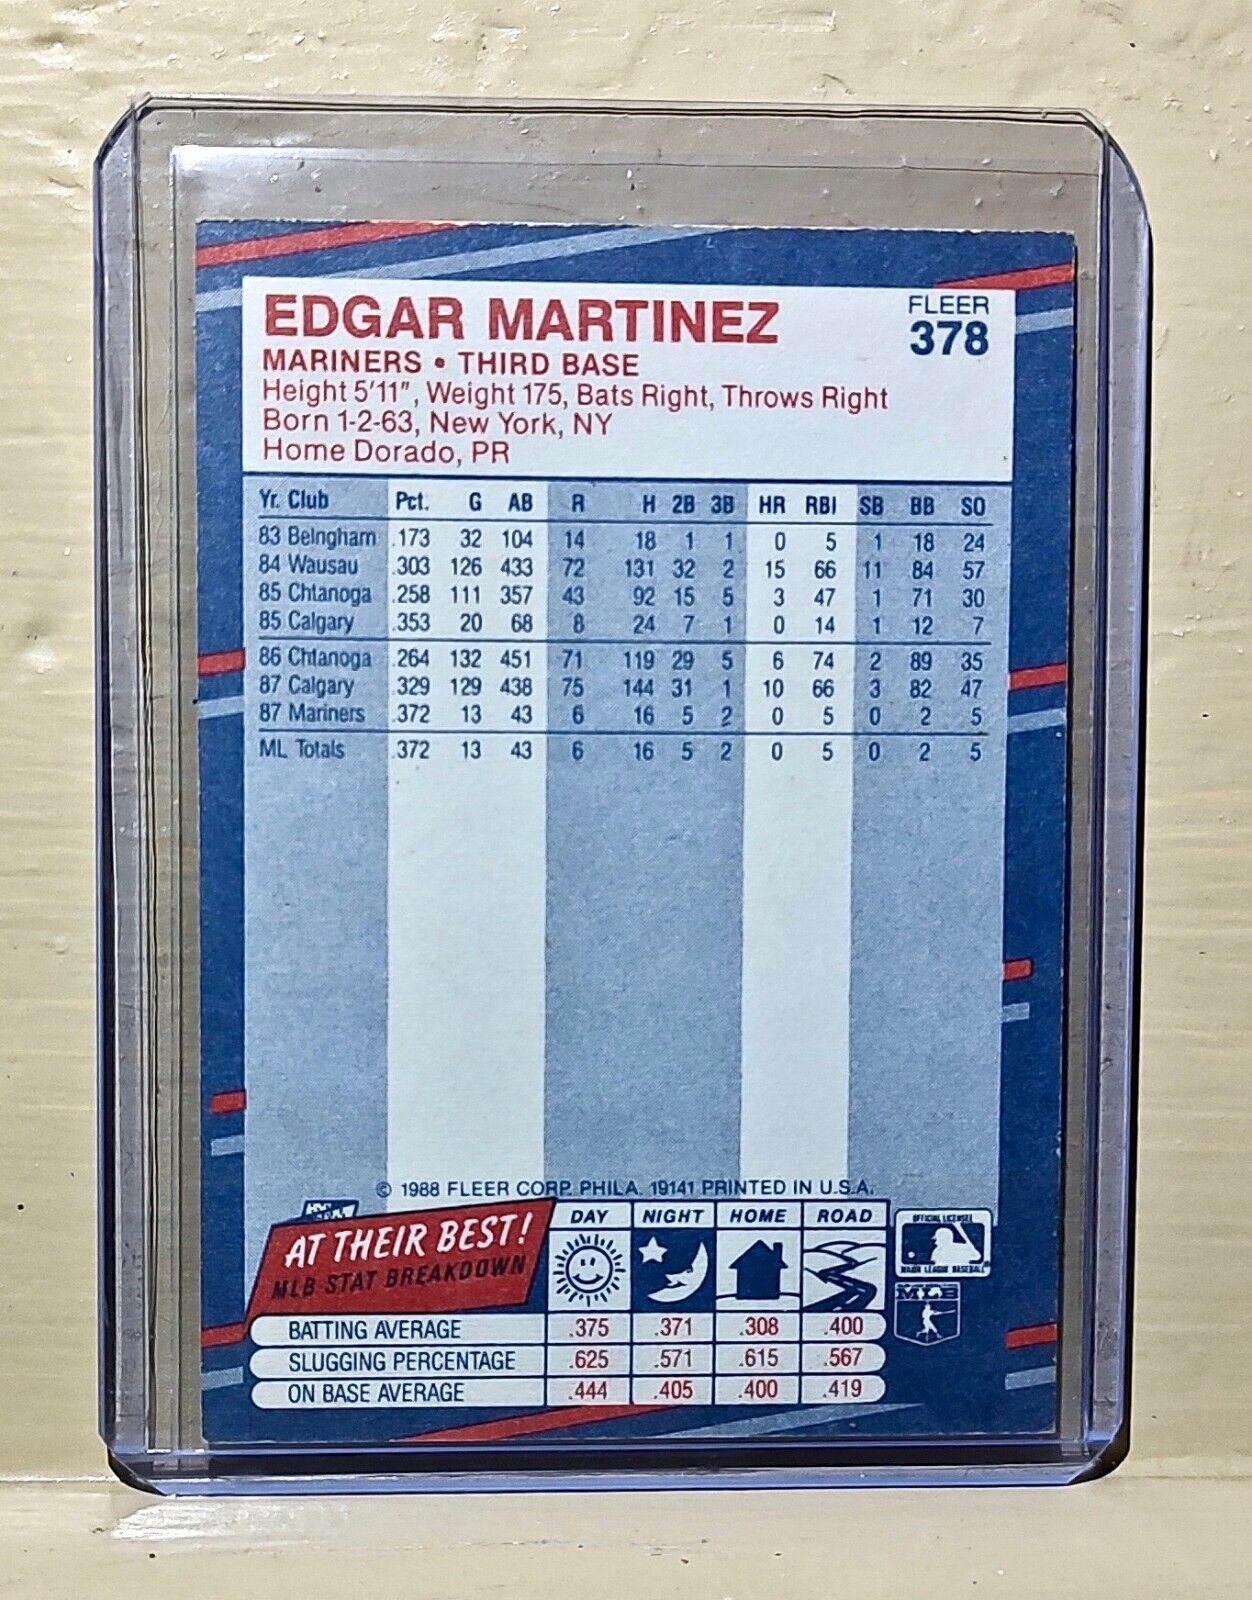 EDGAR MARTINEZ
FLEER
378
MARINERS • THIRD BASE
Height 5'11", Weight 175, Bats Right, Throws Right
Born 1-2-63, New York, NY
Home Dorado, PR
Yr. Club Pct. G AB R H 2B 3B HR RBI SB BB SO
83 Belngham .173 32 104 14 18 1 1 0 5 1 18 24
84 Wausau .303 126 433 72 131 32 2 15 66 11 84 57
85 Chtanoga .258 111 357 43 92 15 5 3 47 1 71 30
85 Calgary .353 20 68 8 24 7 1 0 14 1 12 7
86 Chtanoga .264 132 451 71 119 29 5 6 74 2 89 35
87 Calgary .329 129 438 75 144 31 1 10 66 3 82 47
87 Mariners .372 13 43 6 16 5 2 0 5 0 2 5
ML Totals .372 13 43 6 16 5 2 0 5 0 2 5
© 1988 FLEER CORP. PHILA. 19141 PRINTED IN U.S.A.
AT THEIR BEST!
MLB STAT BREAKDOWN
DAY NIGHT HOME ROAD
BATTING AVERAGE .375 .371 .308 .400
SLUGGING PERCENTAGE .625 .571 .615 .567
ON BASE AVERAGE .444 .405 .400 .419
OFFICIAL LICENSEE
MAJOR LEAGUE BASEBALL®
MLB